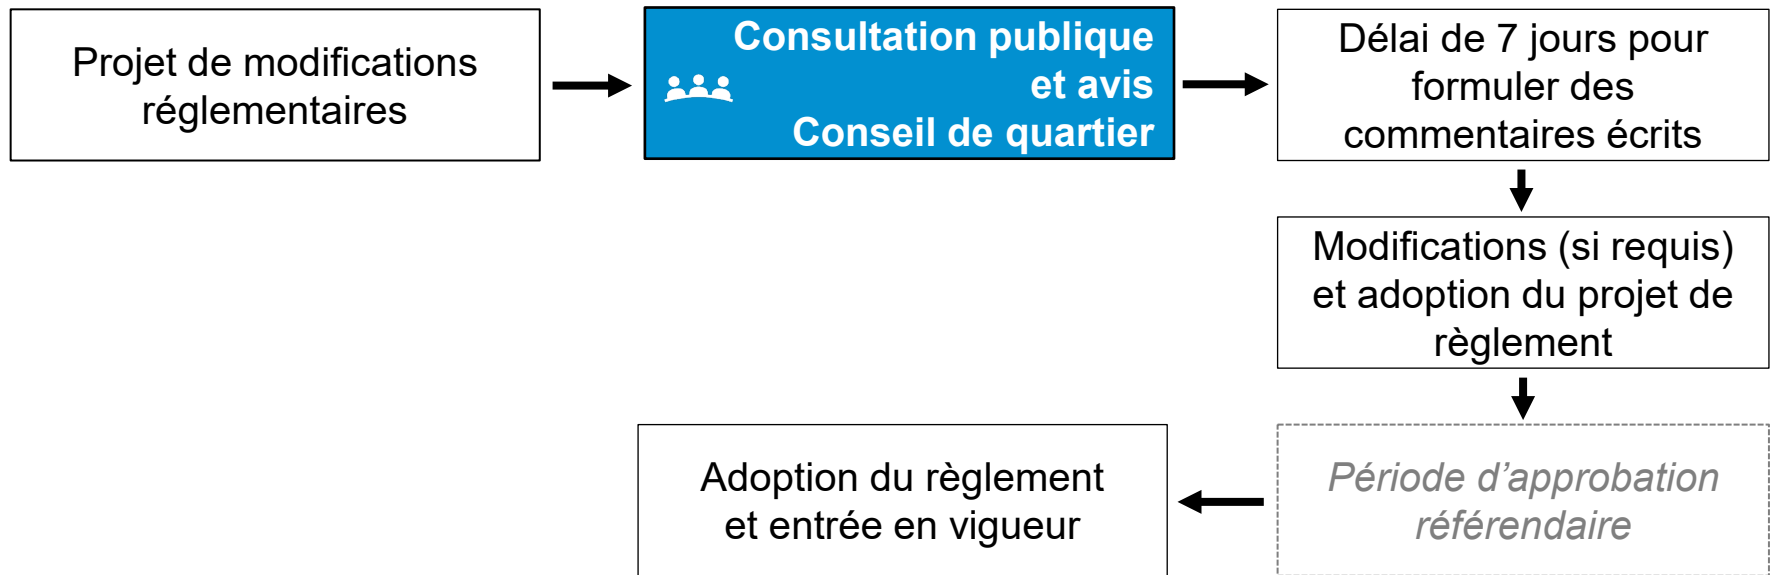 Projet de modifications
réglementaires
Consultation publique
et avis
Conseil de quartier
Délai de 7 jours pour
formuler des
commentaires écrits
Modifications (si requis)
et adoption du projet de
règlement
Période d’approbation
référendaire
Adoption du règlement
et entrée en vigueur